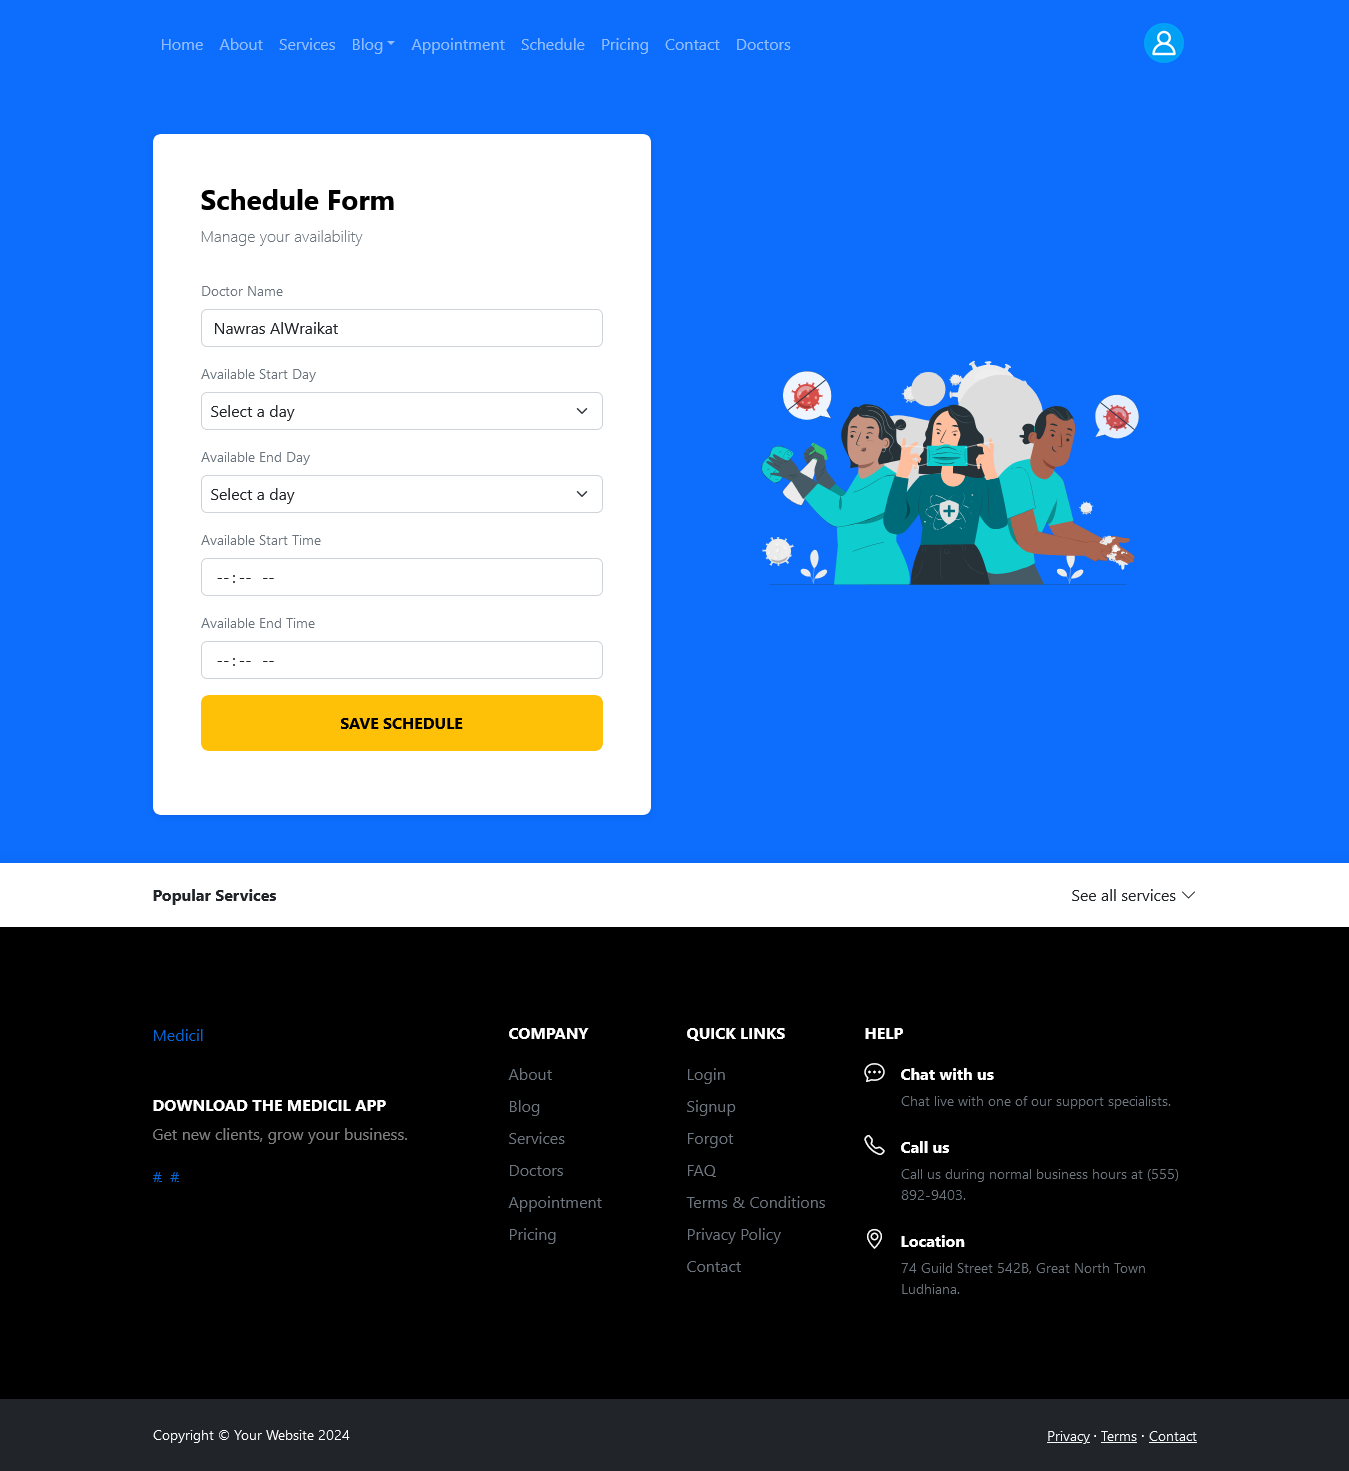 Home About Services Blog Appointment Schedule Pricing Contact Doctors
Schedule Form
Manage your availability
Doctor Name
Nawras AlWraikat
Available Start Day
Select a day
Available End Day
Select a day
Available Start Time
--:-- --
Available End Time
--:-- --
SAVE SCHEDULE
Popular Services
See all services
Medicil
DOWNLOAD THE MEDICIL APP
Get new clients, grow your business.
# #
COMPANY
About
Blog
Services
Doctors
Appointment
Pricing
QUICK LINKS
Login
Signup
Forgot
FAQ
Terms & Conditions
Privacy Policy
Contact
HELP
Chat with us
Chat live with one of our support specialists.
Call us
Call us during normal business hours at (555)
892-9403.
Location
74 Guild Street 542B, Great North Town
Ludhiana.
Copyright © Your Website 2024
Privacy · Terms · Contact